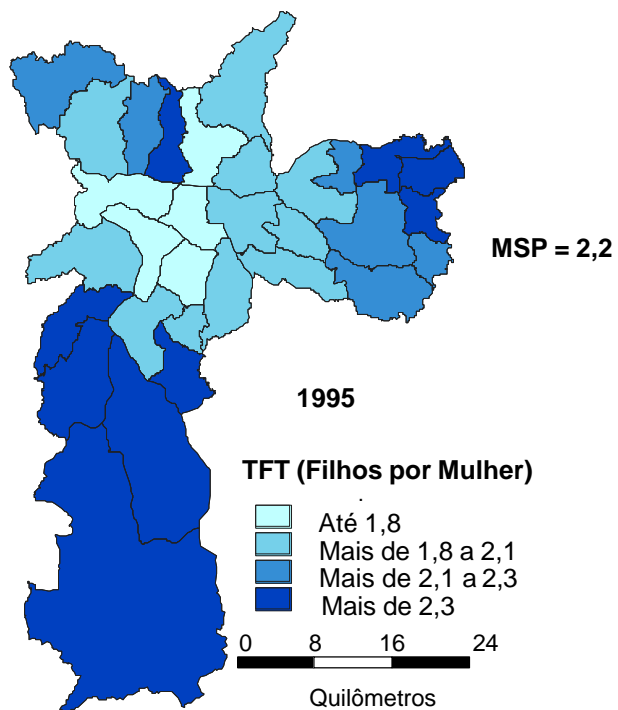 MSP = 2,2
1995
TFT (Filhos por Mulher)
Até 1,8
Mais de 1,8 a 2,1
Mais de 2,1 a 2,3
Mais de 2,3
0 8 16 24
Quilômetros